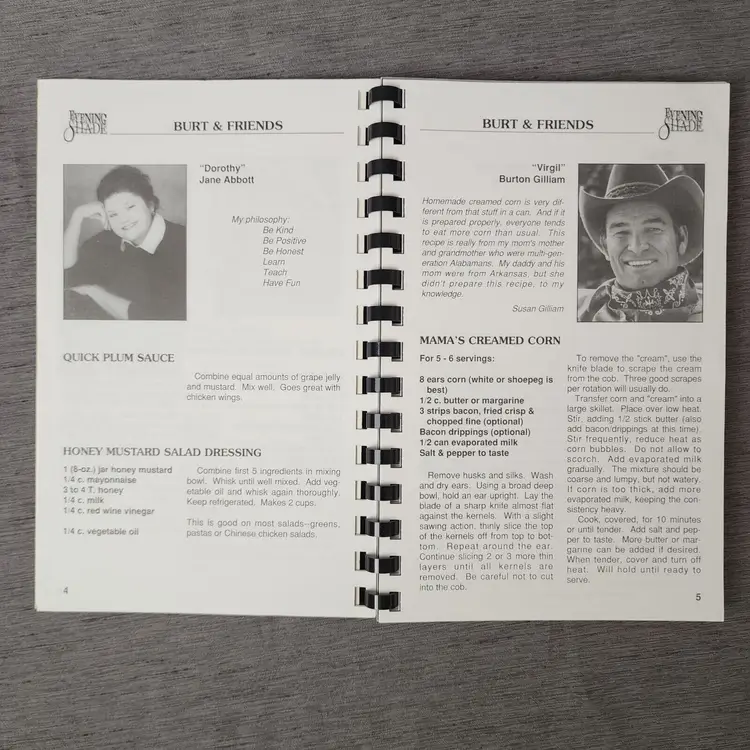 EVENING
SHADE
BURT & FRIENDS
"Dorothy"
Jane Abbott
My philosophy:
Be Kind
Be Positive
Be Honest
Learn
Teach
Have Fun
QUICK PLUM SAUCE
Combine equal amounts of grape jelly
and mustard. Mix well. Goes great with
chicken wings.
HONEY MUSTARD SALAD DRESSING
1 (8-oz.) jar honey mustard
1/4 c. mayonnaise
3 to 4 T. honey
1/4 c. milk
1/4 c. red wine vinegar
1/4 c. vegetable oil
Combine first 5 ingredients in mixing
bowl. Whisk until well mixed. Add veg-
etable oil and whisk again thoroughly.
Keep refrigerated. Makes 2 cups.
This is good on most salads--greens,
pastas or Chinese chicken salads.
4
BURT & FRIENDS
EVENING
SHADE
"Virgil"
Burton Gilliam
Homemade creamed corn is very dif-
ferent from that stuff in a can. And if it
is prepared properly, everyone tends
to eat more corn than usual. This
recipe is really from my mom's mother
and grandmother who were multi-gen-
eration Alabamans. My daddy and his
mom were from Arkansas, but she
didn't prepare this recipe, to my
knowledge.
Susan Gilliam
MAMA'S CREAMED CORN
For 5 - 6 servings:
8 ears corn (white or shoepeg is
best)
1/2 c. butter or margarine
3 strips bacon, fried crisp &
chopped fine (optional)
Bacon drippings (optional)
1/2 can evaporated milk
Salt & pepper to taste
Remove husks and silks. Wash
and dry ears. Using a broad deep
bowl, hold an ear upright. Lay the
blade of a sharp knife almost flat
against the kernels. With a slight
sawing action, thinly slice the top
of the kernels off from top to bot-
tom. Repeat around the ear.
Continue slicing 2 or 3 more thin
layers until all kernels are
removed. Be careful not to cut
into the cob.
To remove the "cream", use the
knife blade to scrape the cream
from the cob. Three good scrapes
per rotation will usually do.
Transfer corn and "cream" into a
large skillet. Place over low heat.
Stir, adding 1/2 stick butter (also
add bacon/drippings at this time).
Stir frequently, reduce heat as
corn bubbles. Do not allow to
scorch. Add evaporated milk
gradually. The mixture should be
coarse and lumpy, but not watery.
If corn is too thick, add more
evaporated milk, keeping the con-
sistency heavy.
Cook, covered, for 10 minutes
or until tender. Add salt and pep-
per to taste. More butter or mar-
garine can be added if desired.
When tender, cover and turn off
heat. Will hold until ready to
serve.
5